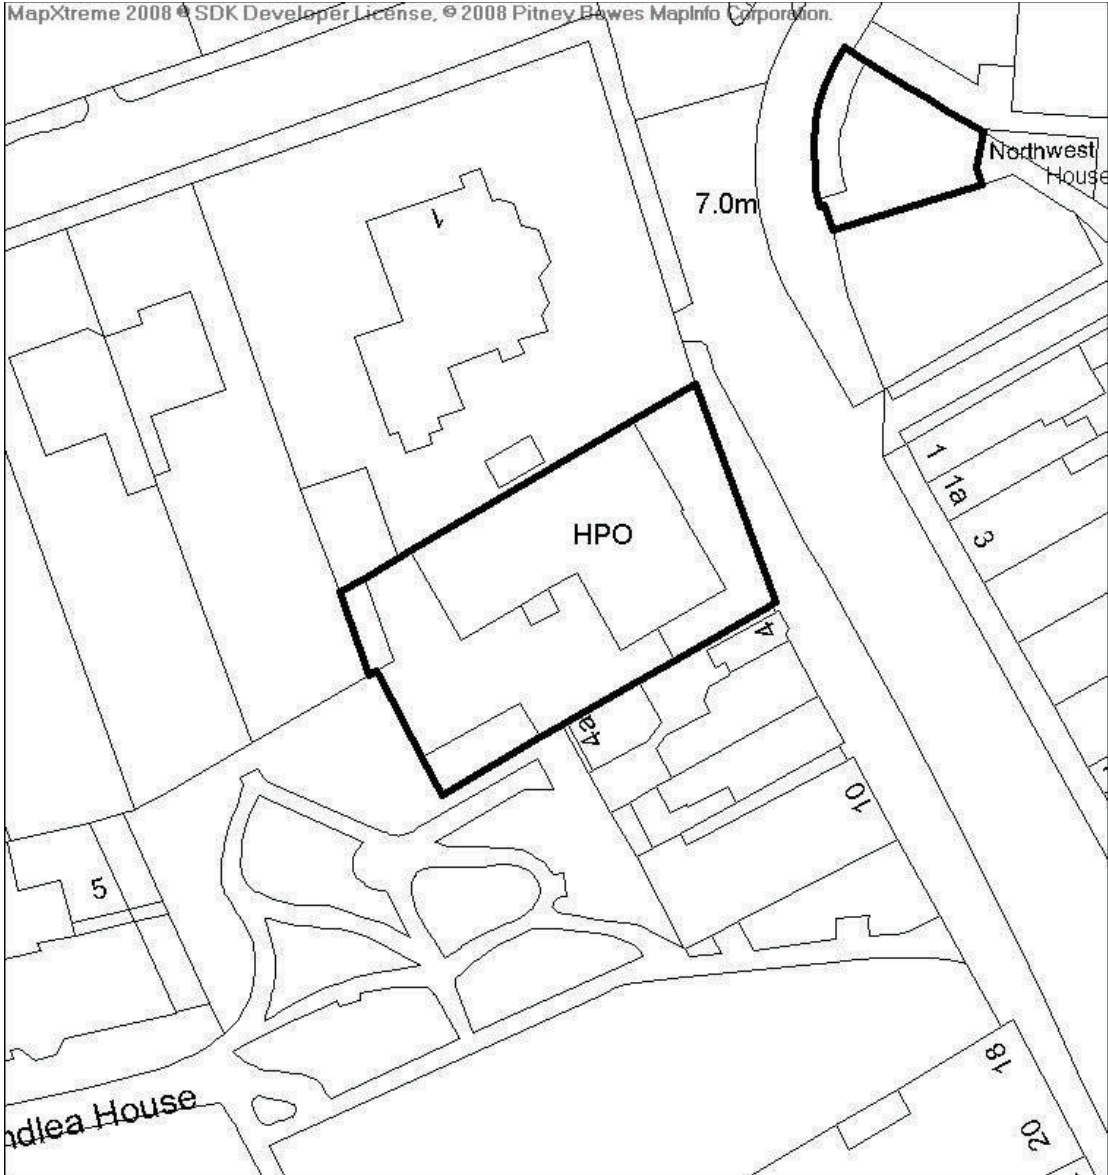 MapXtreme 2008 ® SDK Developer License, © 2008 Pitney Bowes MapInfo Corporation.
Northwest
House
7.0m
1
HPO
1
1a
3
4
4a
10
5
18
20
ndlea House